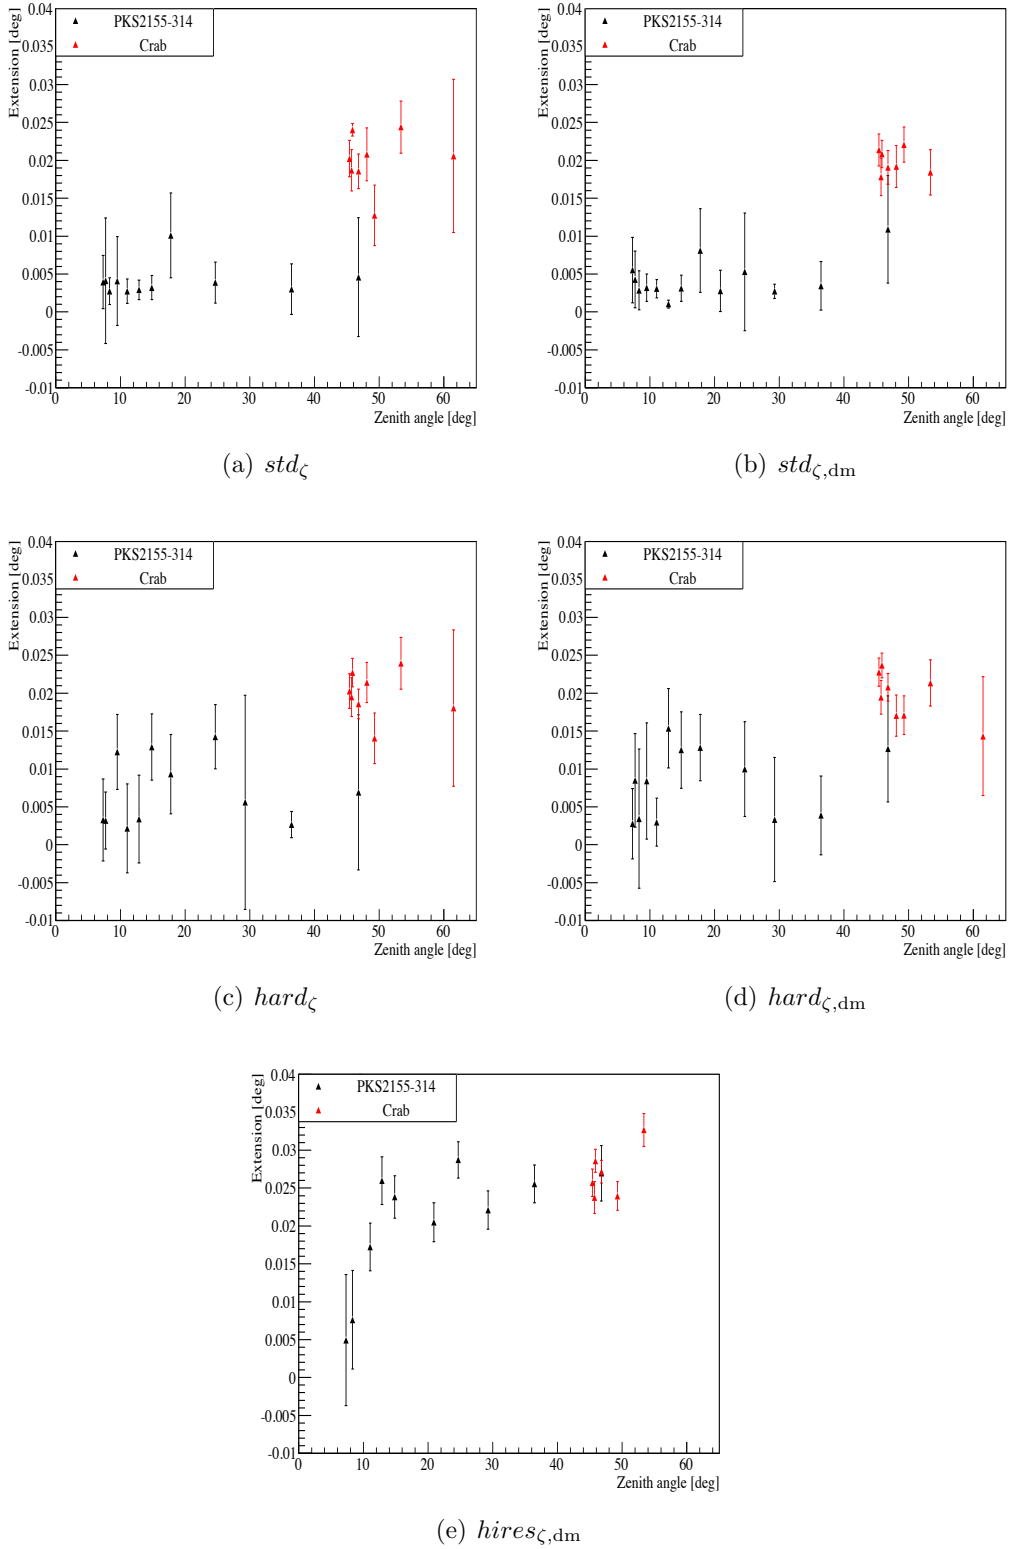 Extension [deg]
0.04
0.035
0.03
0.025
0.02
0.015
0.01
0.005
0
-0.005
-0.01
PKS2155-314
Crab
0 10 20 30 40 50 60
Zenith angle [deg]
(a) std ζ
Extension [deg]
0.04
0.035
0.03
0.025
0.02
0.015
0.01
0.005
0
-0.005
-0.01
PKS2155-314
Crab
0 10 20 30 40 50 60
Zenith angle [deg]
(b) std ζ,dm
Extension [deg]
0.04
0.035
0.03
0.025
0.02
0.015
0.01
0.005
0
-0.005
-0.01
PKS2155-314
Crab
0 10 20 30 40 50 60
Zenith angle [deg]
(c) hard ζ
Extension [deg]
0.04
0.035
0.03
0.025
0.02
0.015
0.01
0.005
0
-0.005
-0.01
PKS2155-314
Crab
0 10 20 30 40 50 60
Zenith angle [deg]
(d) hard ζ,dm
Extension [deg]
0.04
0.035
0.03
0.025
0.02
0.015
0.01
0.005
0
-0.005
-0.01
PKS2155-314
Crab
0 10 20 30 40 50 60
Zenith angle [deg]
(e) hires ζ,dm